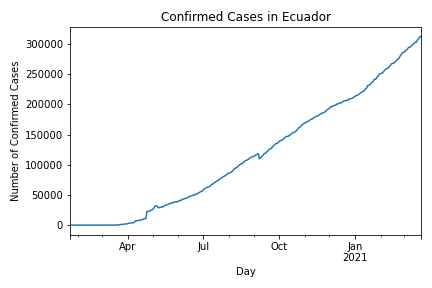 Confirmed Cases in Ecuador
300000
250000
200000
150000
100000
50000
0
Number of Confirmed Cases
Apr
Jul
Oct
Jan
2021
Day